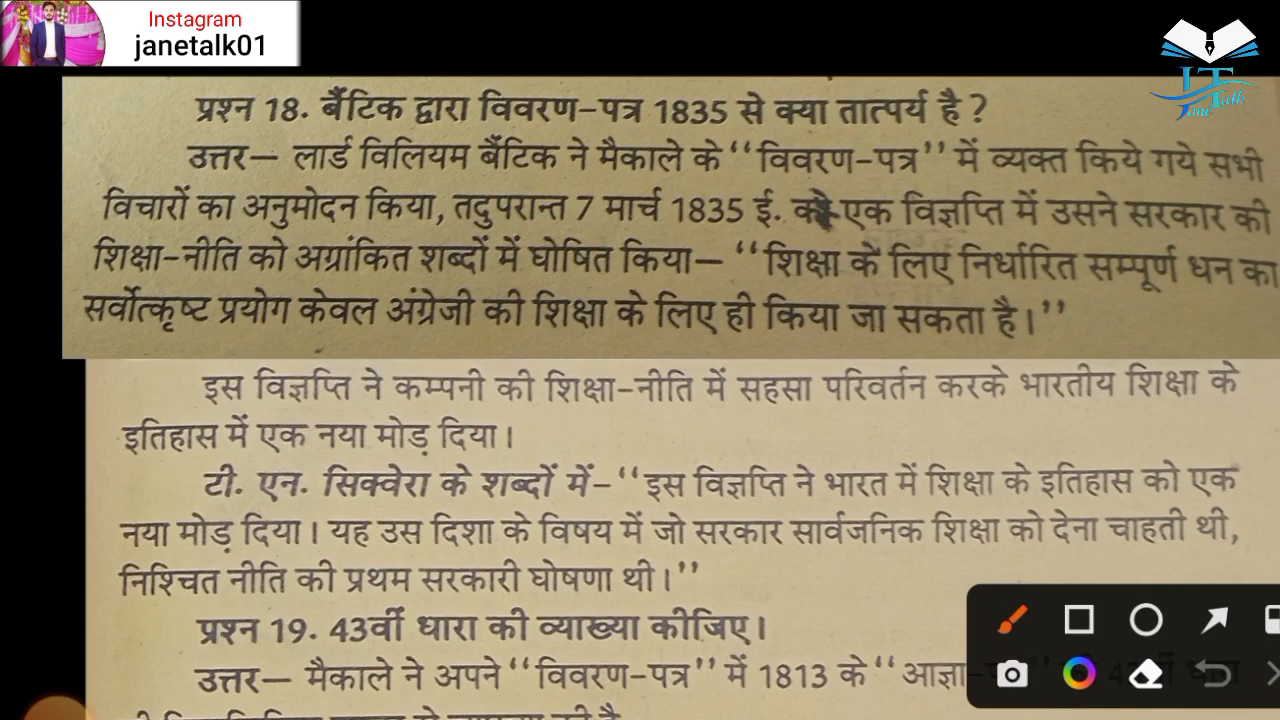 Instagram
janetalk01
JT
Jane Talk
प्रश्न 18. बैंटिक द्वारा विवरण-पत्र 1835 से क्या तात्पर्य है ?
उत्तर— लार्ड विलियम बैंटिक ने मैकाले के ‘‘विवरण-पत्र’’ में व्यक्त किये गये सभी
विचारों का अनुमोदन किया, तदुपरान्त 7 मार्च 1835 ई. को एक विज्ञप्ति में उसने सरकार की
शिक्षा-नीति को अग्रांकित शब्दों में घोषित किया— ‘‘शिक्षा के लिए निर्धारित सम्पूर्ण धन का
सर्वोत्कृष्ट प्रयोग केवल अंग्रेजी की शिक्षा के लिए ही किया जा सकता है।’’
इस विज्ञप्ति ने कम्पनी की शिक्षा-नीति में सहसा परिवर्तन करके भारतीय शिक्षा के
इतिहास में एक नया मोड़ दिया।
टी. एन. सिक्वेरा के शब्दों में-‘‘इस विज्ञप्ति ने भारत में शिक्षा के इतिहास को एक
नया मोड़ दिया। यह उस दिशा के विषय में जो सरकार सार्वजनिक शिक्षा को देना चाहती थी,
निश्चित नीति की प्रथम सरकारी घोषणा थी।’’
प्रश्न 19. 43वीं धारा की व्याख्या कीजिए।
उत्तर— मैकाले ने अपने ‘‘विवरण-पत्र’’ में 1813 के ‘‘आज्ञा-